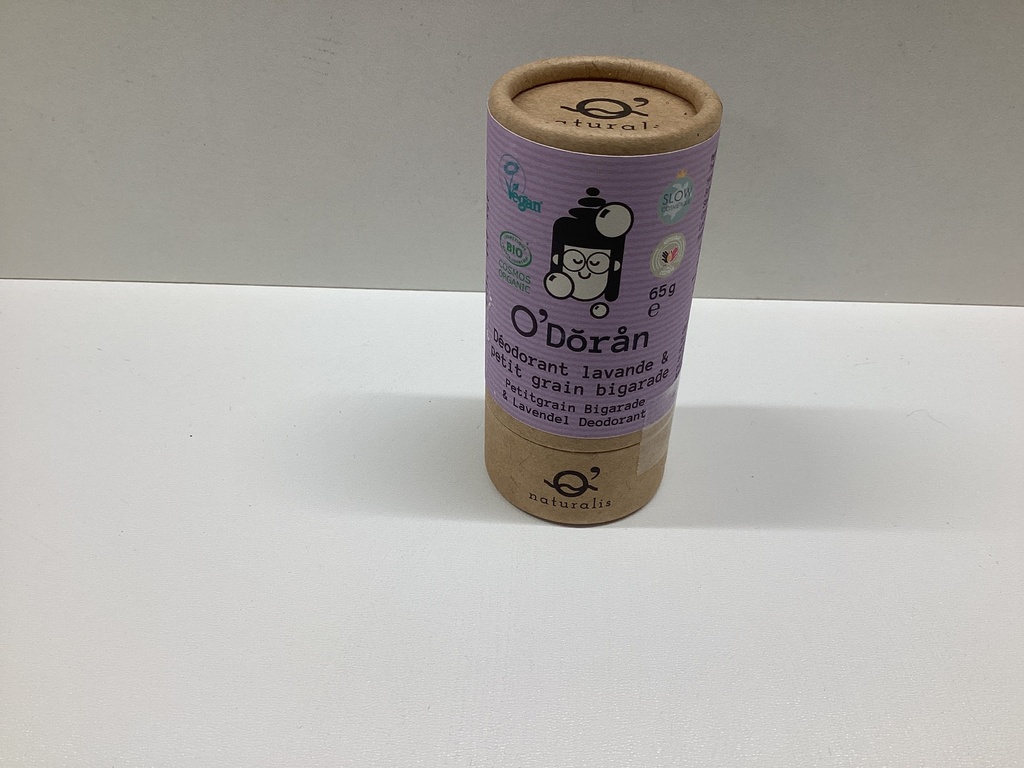 Q'
naturalis
Vegan
SLOW
BIO
COSMOS
ORGANIC
65g
℮
O'Dŏrån
Déodorant lavande &
petit grain bigarade
Petitgrain Bigarade
& Lavendel Deodorant
Q'
naturalis